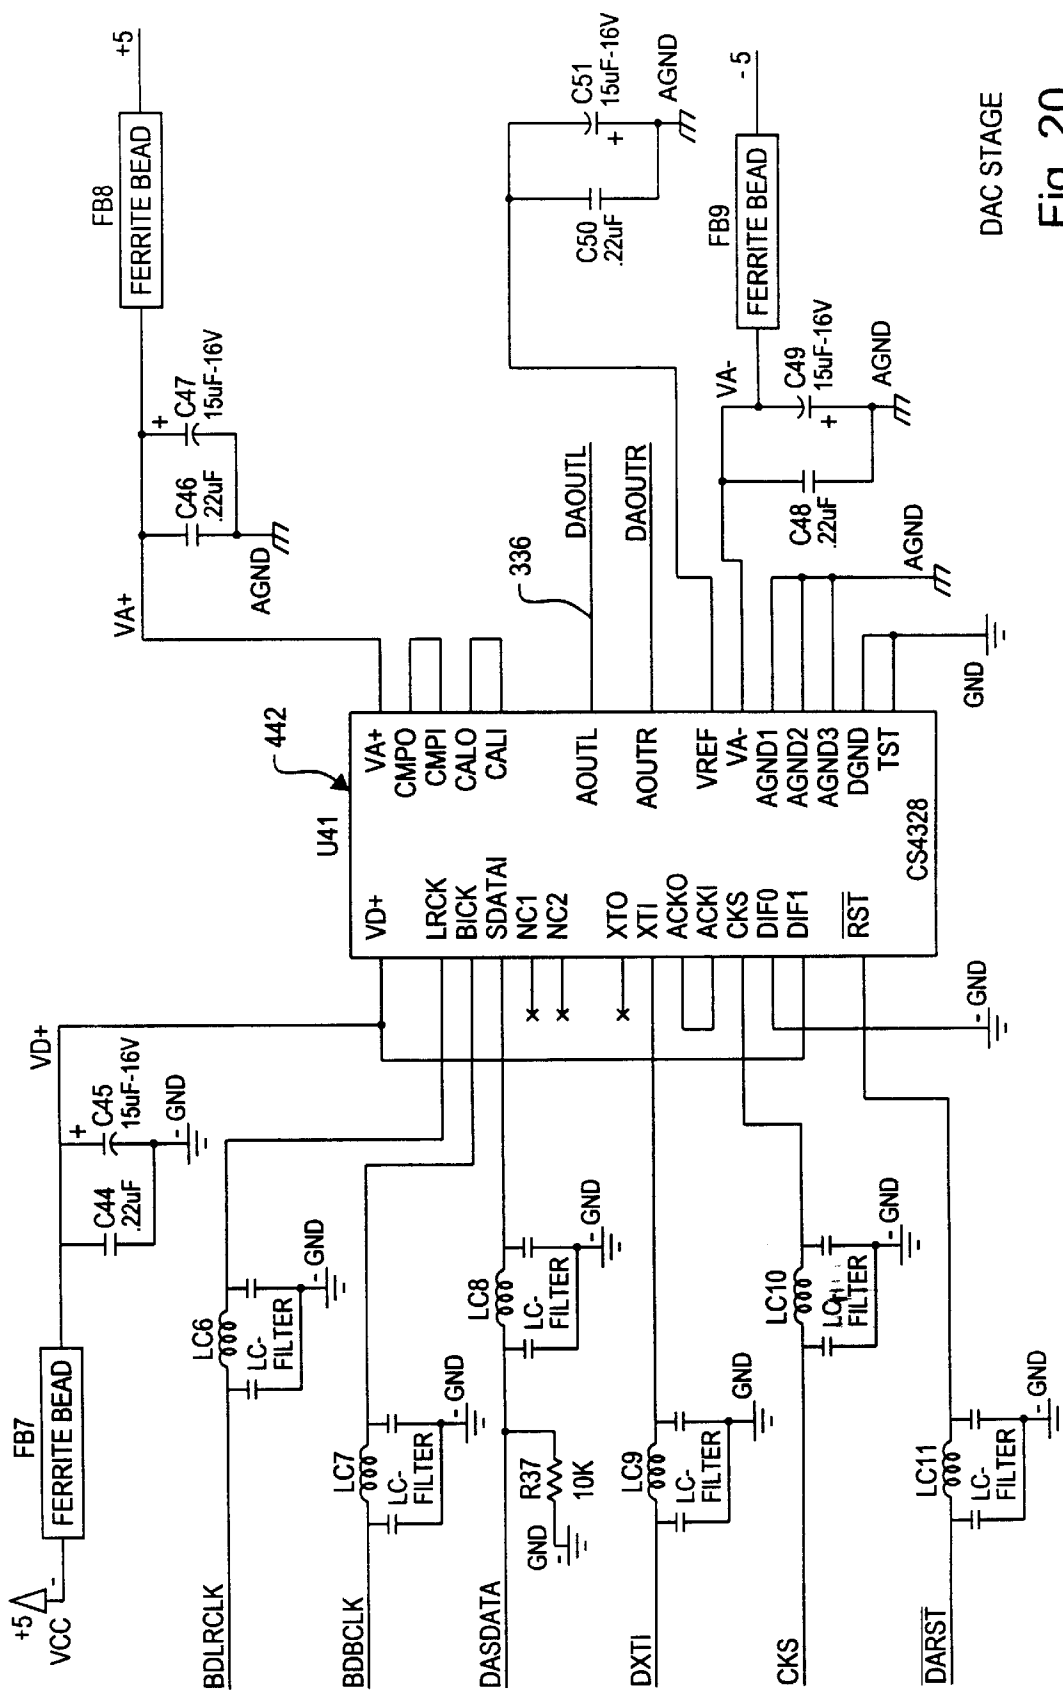 +5
VCC
FB7
FERRITE BEAD
C44
.22uF
+
C45
15uF-16V
GND
VD+
BDLRCLK
LC6
LC-
FILTER
GND
BDBCLK
LC7
LC-
FILTER
GND
DASDATA
R37
10K
GND
LC8
LC-
FILTER
GND
DXTI
LC9
LC-
FILTER
GND
CKS
LC10
LC-
FILTER
GND
DARST
LC11
LC-
FILTER
GND
GND
U41
442
VD+
LRCK
BICK
SDATAI
NC1
NC2
XTO
XTI
ACKO
ACKI
CKS
DIF0
DIF1
RST
VA+
CMPO
CMPI
CALO
CALI
AOUTL
AOUTR
VREF
VA-
AGND1
AGND2
AGND3
DGND
TST
CS4328
VA+
C46
.22uF
+
C47
15uF-16V
AGND
FB8
FERRITE BEAD
+5
336
DAOUTL
DAOUTR
C50
.22uF
C51
15uF-16V
+
AGND
VA-
C48
.22uF
C49
15uF-16V
+
AGND
FB9
FERRITE BEAD
- 5
AGND
GND
DAC STAGE
Fig. 20